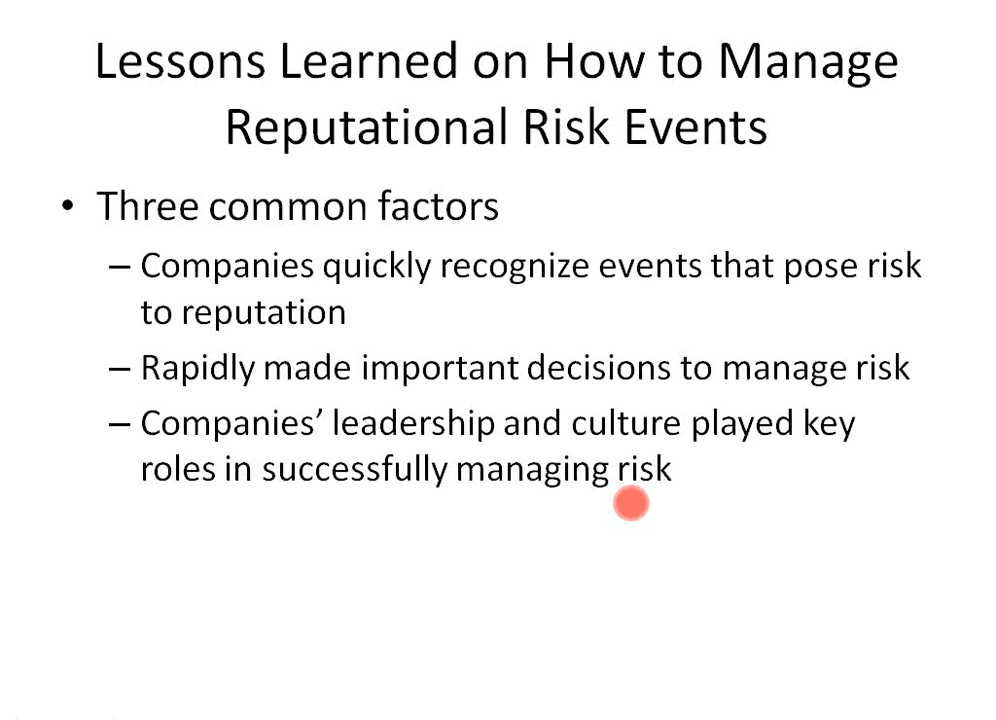 Lessons Learned on How to Manage
Reputational Risk Events
• Three common factors
– Companies quickly recognize events that pose risk
to reputation
– Rapidly made important decisions to manage risk
– Companies’ leadership and culture played key
roles in successfully managing risk